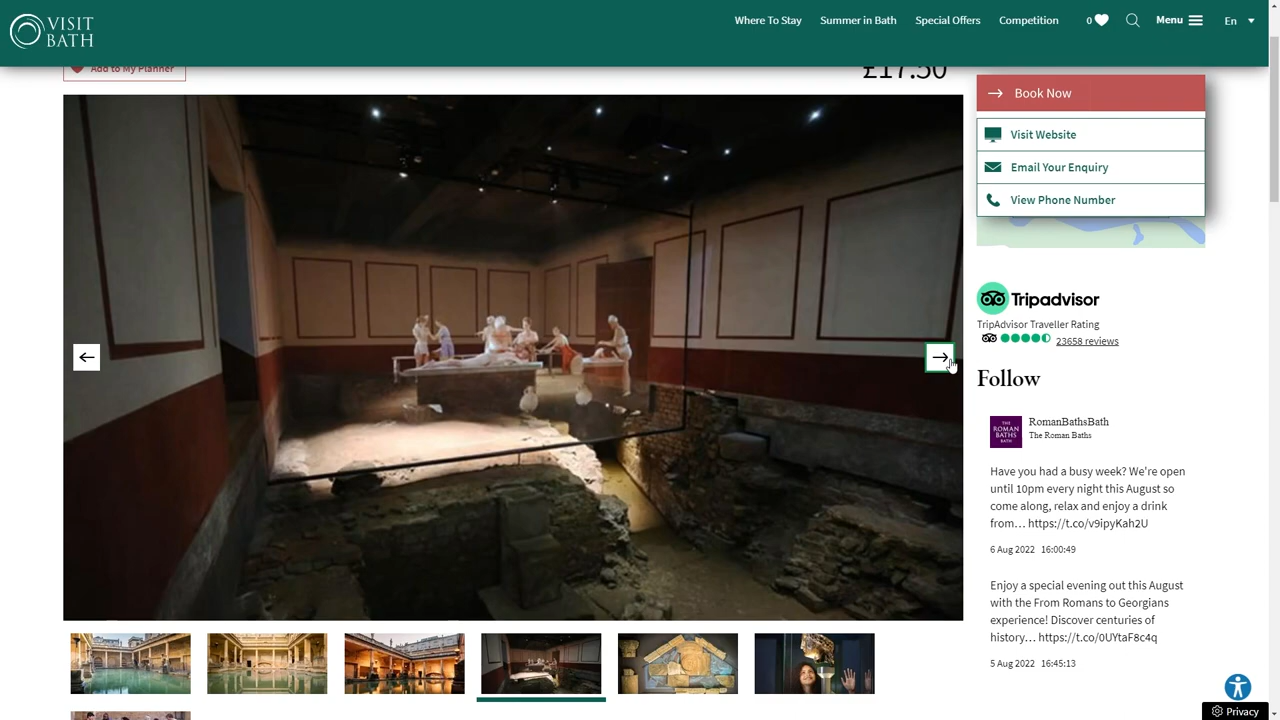 VISIT
BATH
Where To Stay
Summer in Bath
Special Offers
Competition
0
Menu
En
Add to My Planner
£17.50
Book Now
Visit Website
Email Your Enquiry
View Phone Number
Tripadvisor
TripAdvisor Traveller Rating
23658 reviews
Follow
THE
ROMAN
BATHS
BATH
RomanBathsBath
The Roman Baths
Have you had a busy week? We're open
until 10pm every night this August so
come along, relax and enjoy a drink
from… https://t.co/v9ipyKah2U
6 Aug 2022 16:00:49
Enjoy a special evening out this August
with the From Romans to Georgians
experience! Discover centuries of
history… https://t.co/0UYtaF8c4q
5 Aug 2022 16:45:13
Privacy